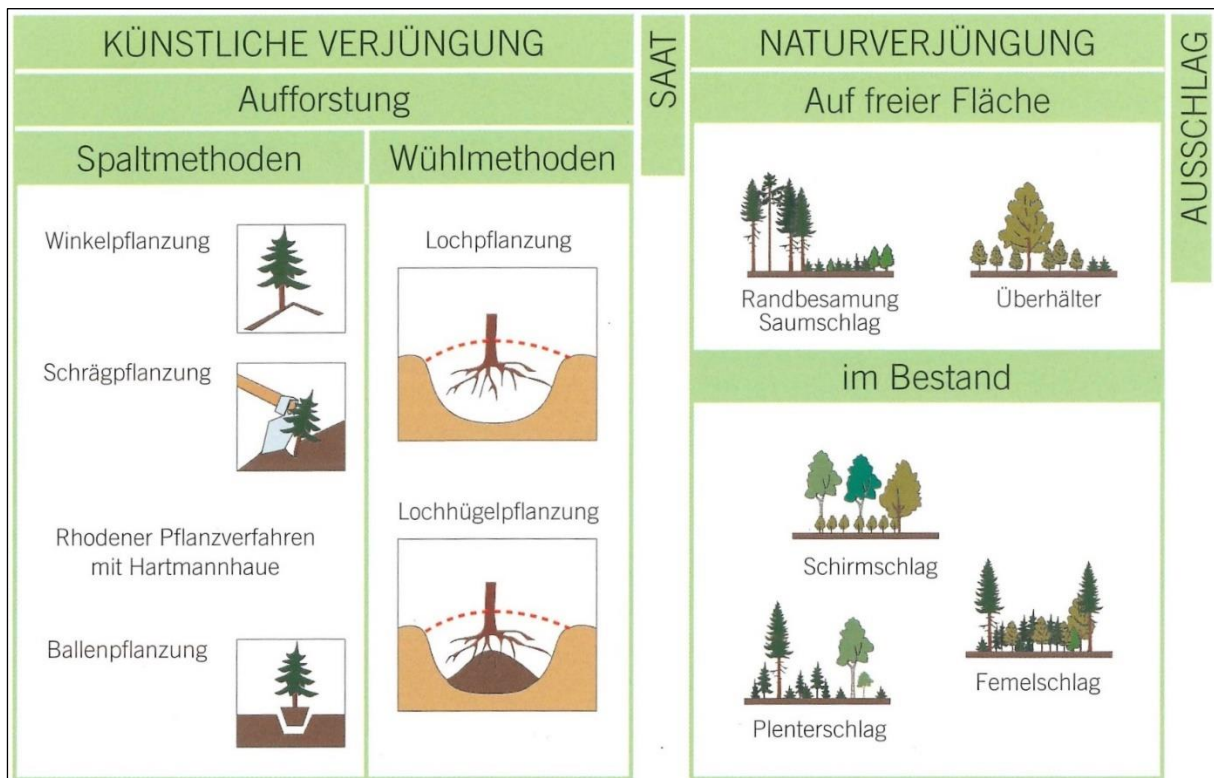 KÜNSTLICHE VERJÜNGUNG
Aufforstung
Spaltmethoden
Winkelpflanzung
Schrägpflanzung
Rhodener Pflanzverfahren
mit Hartmannhaue
Ballenpflanzung
Wühlmethoden
Lochpflanzung
Lochhügelpflanzung
SAAT
NATURVERJÜNGUNG
Auf freier Fläche
Randbesamung
Saumschlag
Überhälter
im Bestand
Schirmschlag
Femelschlag
Plenterschlag
AUSSCHLAG